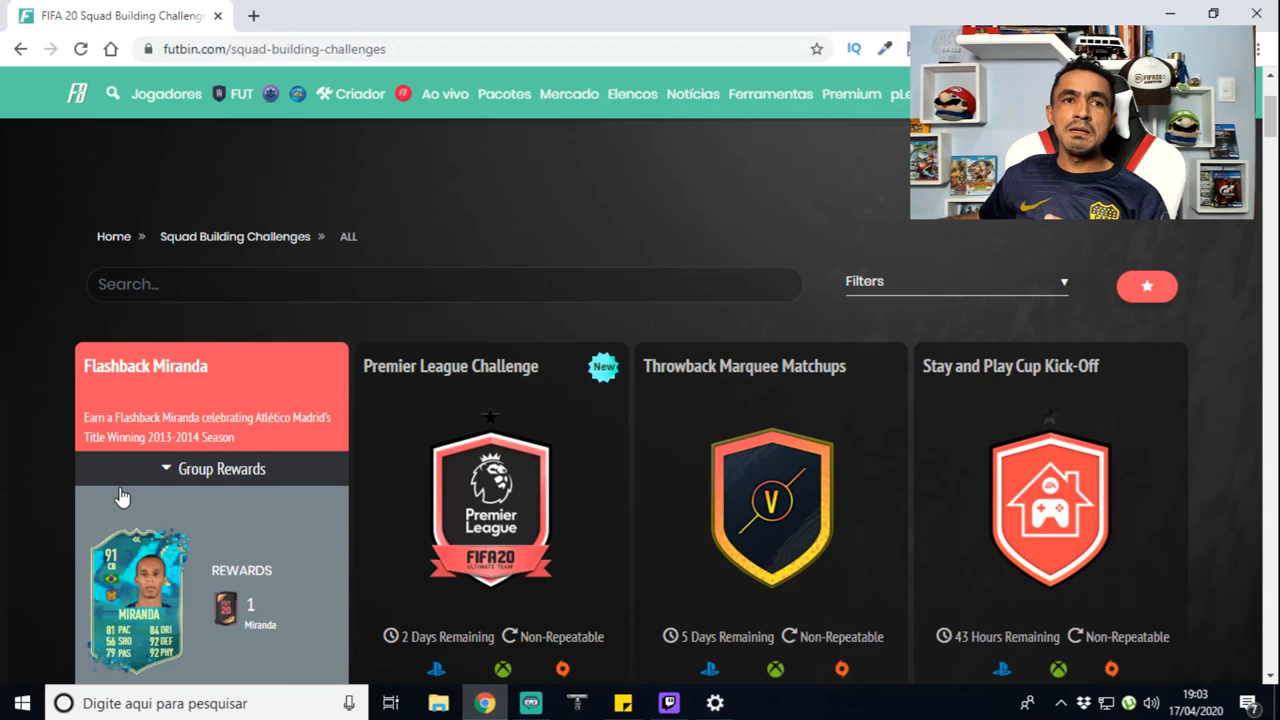 FIFA 20 Squad Building Challeng
futbin.com/squad-building-challenges
IQ
F8 Jogadores FUT Criador Ao vivo Pacotes Mercado Elencos Notícias Ferramentas Premium
Home » Squad Building Challenges » ALL
Search...
Filters
Flashback Miranda
Earn a Flashback Miranda celebrating Atlético Madrid's
Title Winning 2013-2014 Season
Group Rewards
91
CB
MIRANDA
81 PAC 84 DRI
56 SHO 92 DEF
79 PAS 92 PHY
REWARDS
1
Miranda
Premier League Challenge
New
Premier
League
FIFA20
ULTIMATE TEAM
2 Days Remaining Non-Repeatable
Throwback Marquee Matchups
V
5 Days Remaining Non-Repeatable
Stay and Play Cup Kick-Off
EA
43 Hours Remaining Non-Repeatable
Digite aqui para pesquisar
19:03
17/04/2020
7